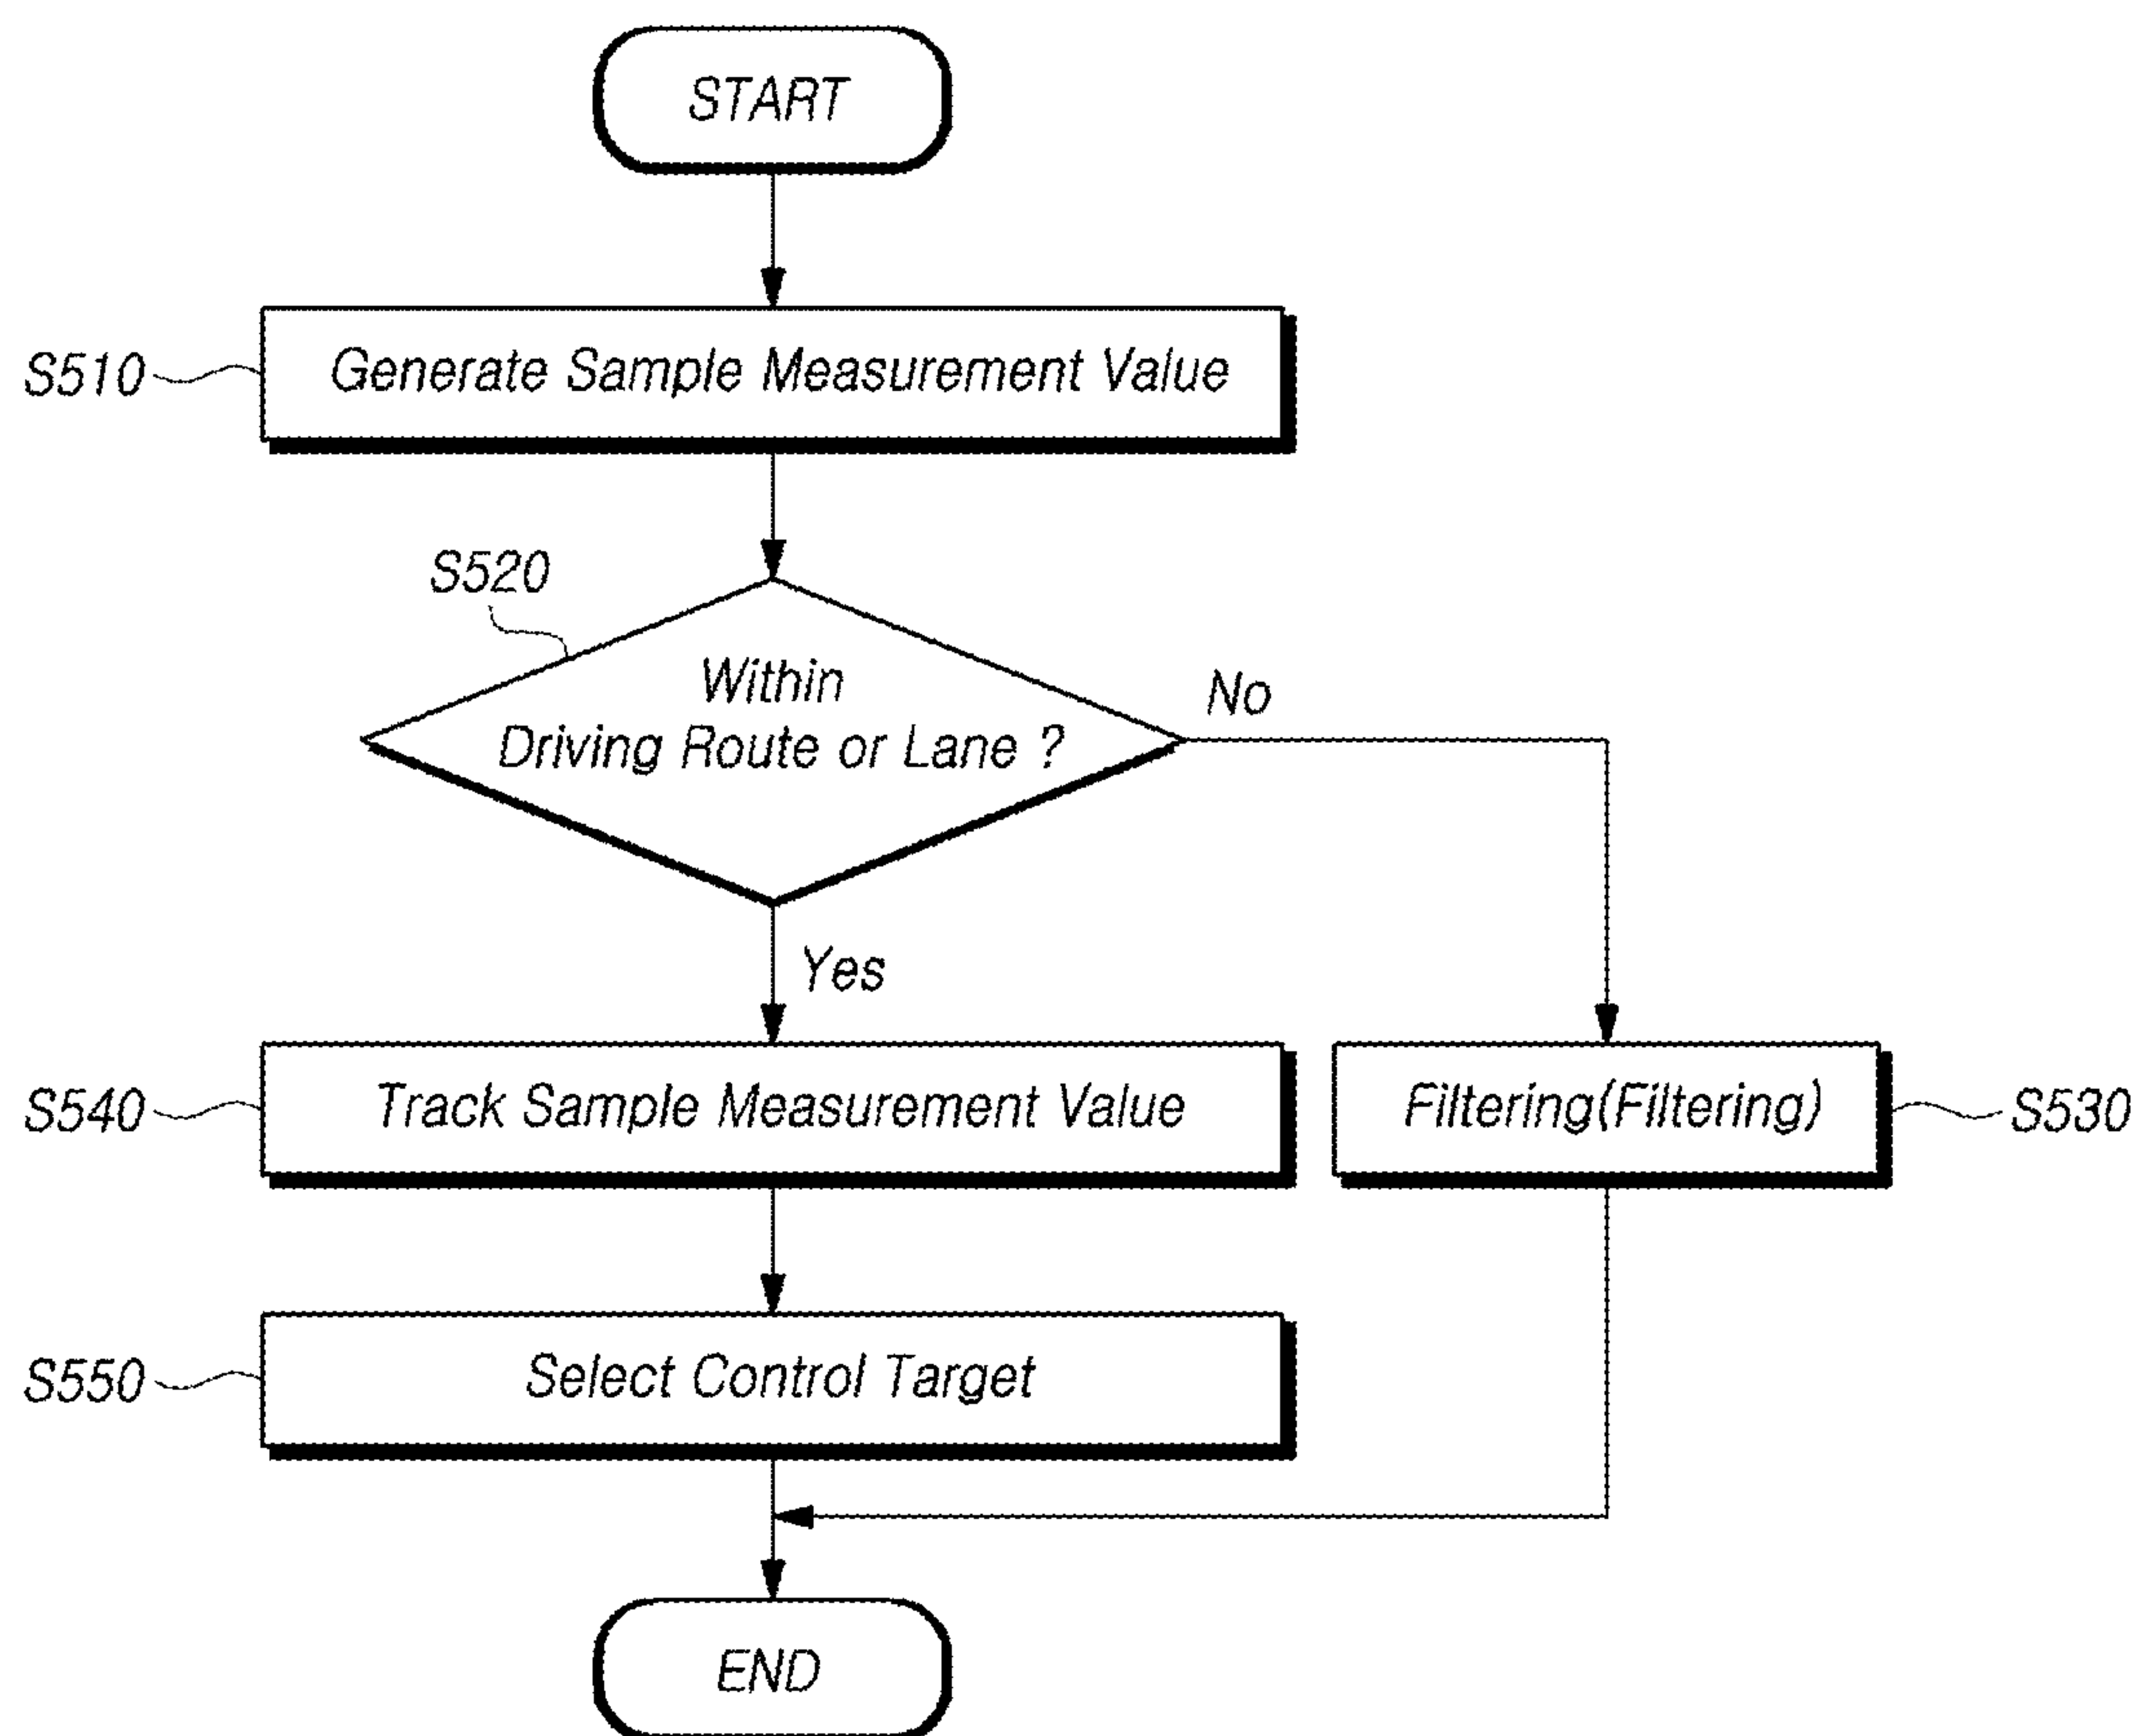 START
S510
Generate Sample Measurement Value
S520
Within
Driving Route or Lane ?
No
Yes
S540
Track Sample Measurement Value
Filtering(Filtering)
S530
S550
Select Control Target
END